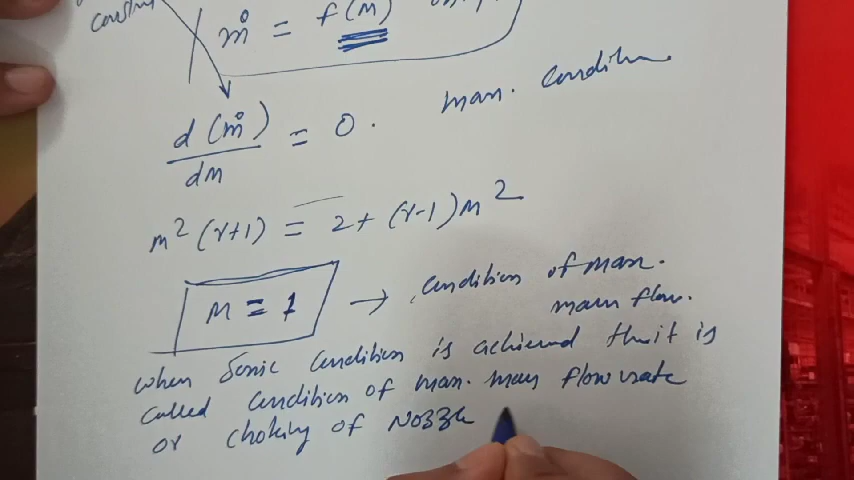 ṁ = f(M)
d(ṁ)/dM = 0. max. condition
M²(γ+1) = 2+(γ-1)M²
M = 1 → condition of max. mass flow.
when Sonic condition is achieved that is
called condition of max. mass flow rate
or choking of Nozzle